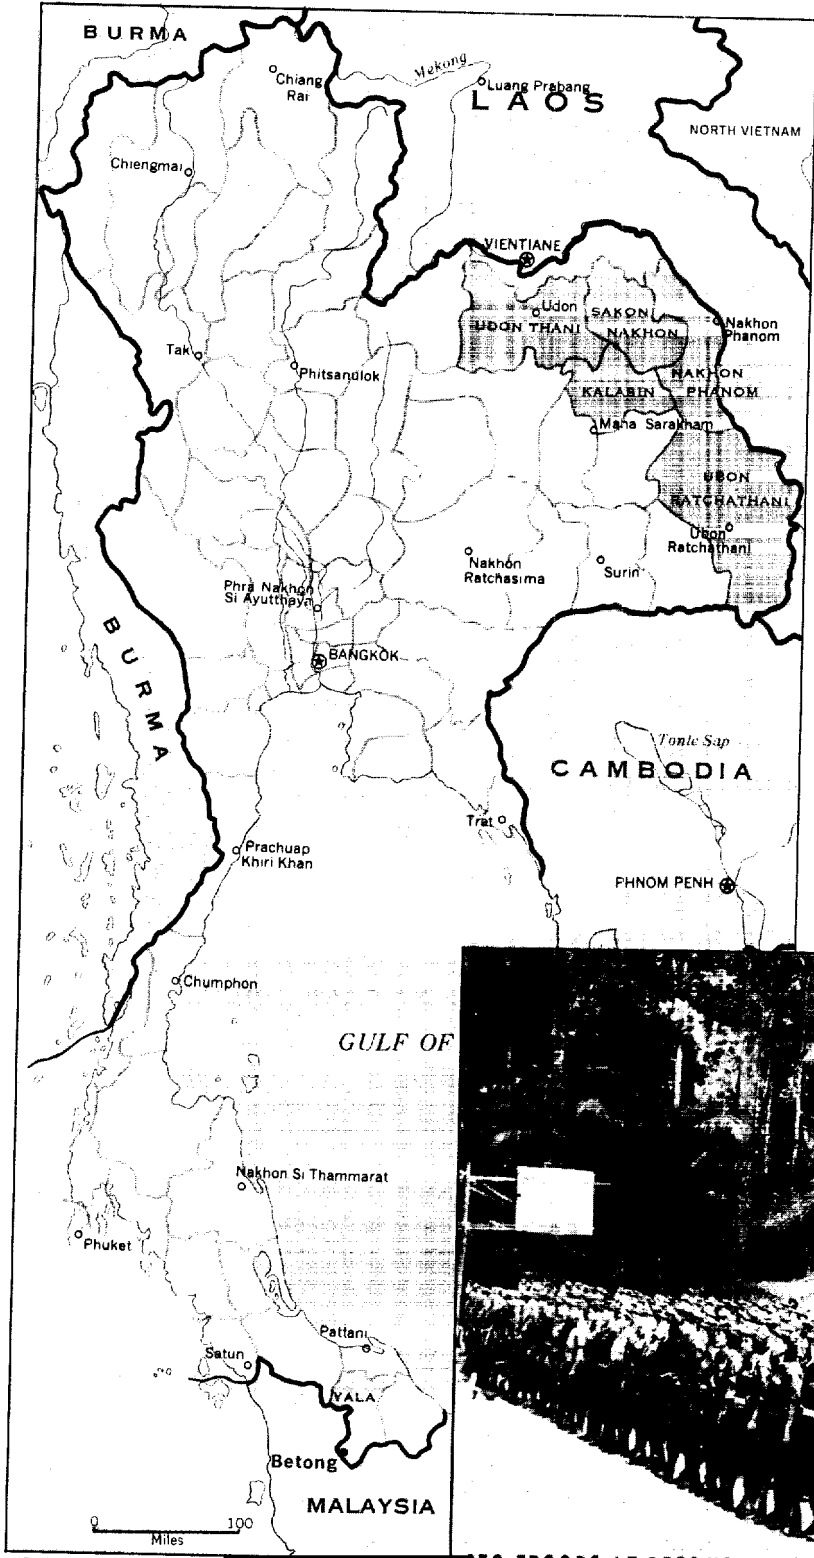 BURMA
Chiang
Rai
Mekong
Luang Prabang
LAOS
NORTH VIETNAM
Chiengmai
VIENTIANE
Udon
UDON THANI
SAKON
NAKHON
Nakhon
Phanom
Tak
Phitsanulok
NAKHON
PHANOM
KALASIN
Maha Sarakham
UBON
RATCHATHANI
Ubon
Ratchathani
Nakhon
Ratchasima
Surin
Phra Nakhon
Si Ayutthaya
BANGKOK
BURMA
Tonle Sap
CAMBODIA
Trat
Prachuap
Khiri Khan
PHNOM PENH
Chumphon
GULF OF
Nakhon Si Thammarat
Phuket
Pattani
Satun
YALA
Betong
MALAYSIA
0 100
Miles